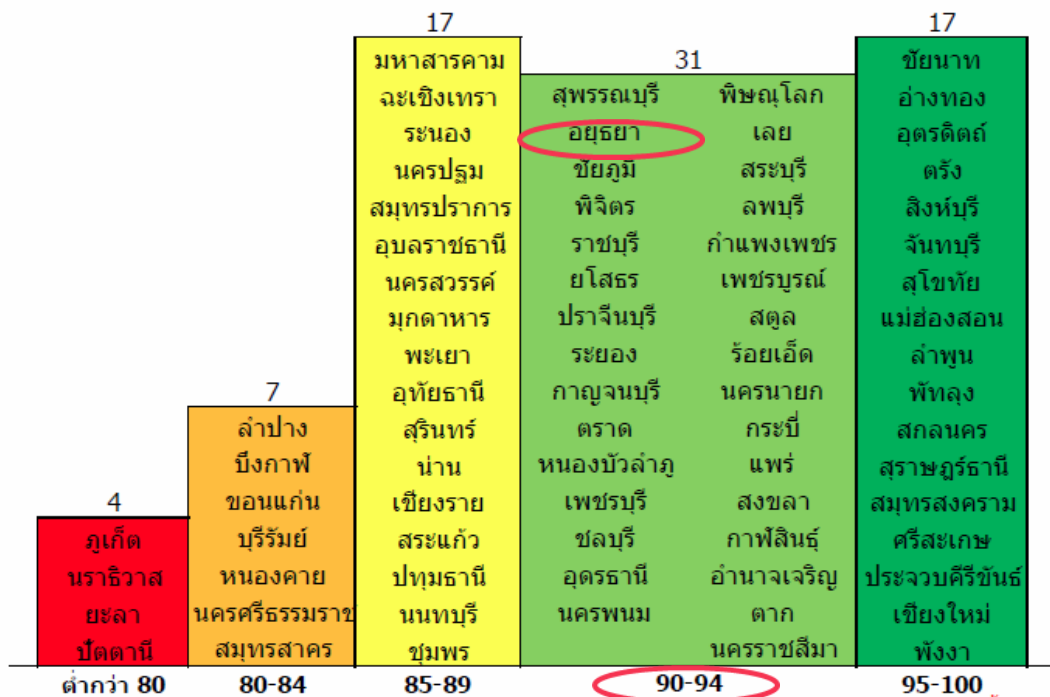 17
มหาสารคาม
ฉะเชิงเทรา
ระนอง
นครปฐม
สมุทรปราการ
อุบลราชธานี
นครสวรรค์
มุกดาหาร
พะเยา
อุทัยธานี
สุรินทร์
น่าน
เชียงราย
สระแก้ว
ปทุมธานี
นนทบุรี
ชุมพร
31
สุพรรณบุรี พิษณุโลก
อยุธยา เลย
ชัยภูมิ สระบุรี
พิจิตร ลพบุรี
ราชบุรี กำแพงเพชร
ยโสธร เพชรบูรณ์
ปราจีนบุรี สตูล
ระยอง ร้อยเอ็ด
กาญจนบุรี นครนายก
ตราด กระบี่
หนองบัวลำภู แพร่
เพชรบุรี สงขลา
ชลบุรี กาฬสินธุ์
อุดรธานี อำนาจเจริญ
นครพนม ตาก
นครราชสีมา
17
ชัยนาท
อ่างทอง
อุตรดิตถ์
ตรัง
สิงห์บุรี
จันทบุรี
สุโขทัย
แม่ฮ่องสอน
ลำพูน
พัทลุง
สกลนคร
สุราษฎร์ธานี
สมุทรสงคราม
ศรีสะเกษ
ประจวบคีรีขันธ์
เชียงใหม่
พังงา
7
ลำปาง
บึงกาฬ
ขอนแก่น
บุรีรัมย์
หนองคาย
นครศรีธรรมราช
สมุทรสาคร
4
ภูเก็ต
นราธิวาส
ยะลา
ปัตตานี
ต่ำกว่า 80 80-84 85-89 90-94 95-100